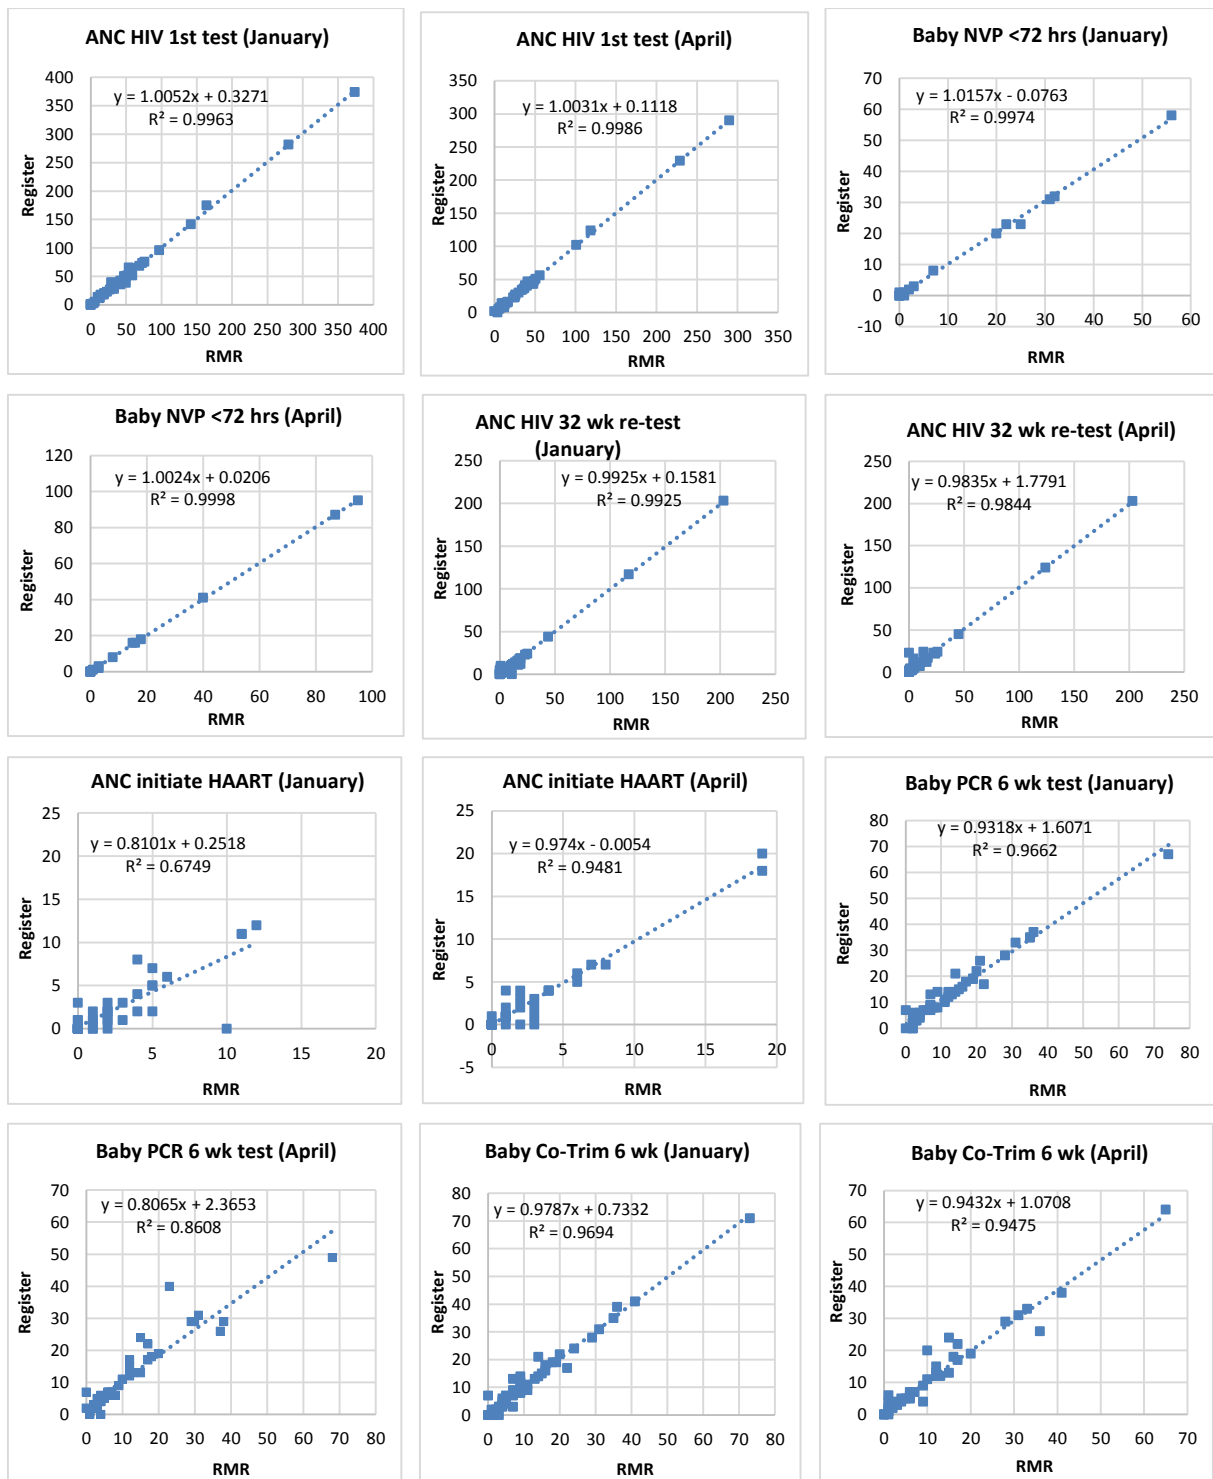 ANC HIV 1st test (January)
400
350
300
250
200
150
100
50
0
y = 1.0052x + 0.3271
R² = 0.9963
Register
0 50 100 150 200 250 300 350 400
RMR
ANC HIV 1st test (April)
350
300
250
200
150
100
50
0
y = 1.0031x + 0.1118
R² = 0.9986
Register
0 50 100 150 200 250 300 350
RMR
Baby NVP <72 hrs (January)
70
60
50
40
30
20
10
0
-10
y = 1.0157x - 0.0763
R² = 0.9974
Register
0 20 40 60
RMR
Baby NVP <72 hrs (April)
120
100
80
60
40
20
0
y = 1.0024x + 0.0206
R² = 0.9998
Register
0 20 40 60 80 100
RMR
ANC HIV 32 wk re-test
(January)
250
200
150
100
50
0
y = 0.9925x + 0.1581
R² = 0.9925
Register
0 50 100 150 200 250
RMR
ANC HIV 32 wk re-test (April)
250
200
150
100
50
0
y = 0.9835x + 1.7791
R² = 0.9844
Register
0 50 100 150 200 250
RMR
ANC initiate HAART (January)
25
20
15
10
5
0
y = 0.8101x + 0.2518
R² = 0.6749
Register
0 5 10 15 20
RMR
ANC initiate HAART (April)
25
20
15
10
5
0
-5
y = 0.974x - 0.0054
R² = 0.9481
Register
0 5 10 15 20
RMR
Baby PCR 6 wk test (January)
80
70
60
50
40
30
20
10
0
y = 0.9318x + 1.6071
R² = 0.9662
Register
0 10 20 30 40 50 60 70 80
RMR
Baby PCR 6 wk test (April)
70
60
50
40
30
20
10
0
y = 0.8065x + 2.3653
R² = 0.8608
Register
0 10 20 30 40 50 60 70 80
RMR
Baby Co-Trim 6 wk (January)
80
70
60
50
40
30
20
10
0
y = 0.9787x + 0.7332
R² = 0.9694
Register
0 10 20 30 40 50 60 70 80
RMR
Baby Co-Trim 6 wk (April)
70
60
50
40
30
20
10
0
y = 0.9432x + 1.0708
R² = 0.9475
Register
0 10 20 30 40 50 60 70
RMR